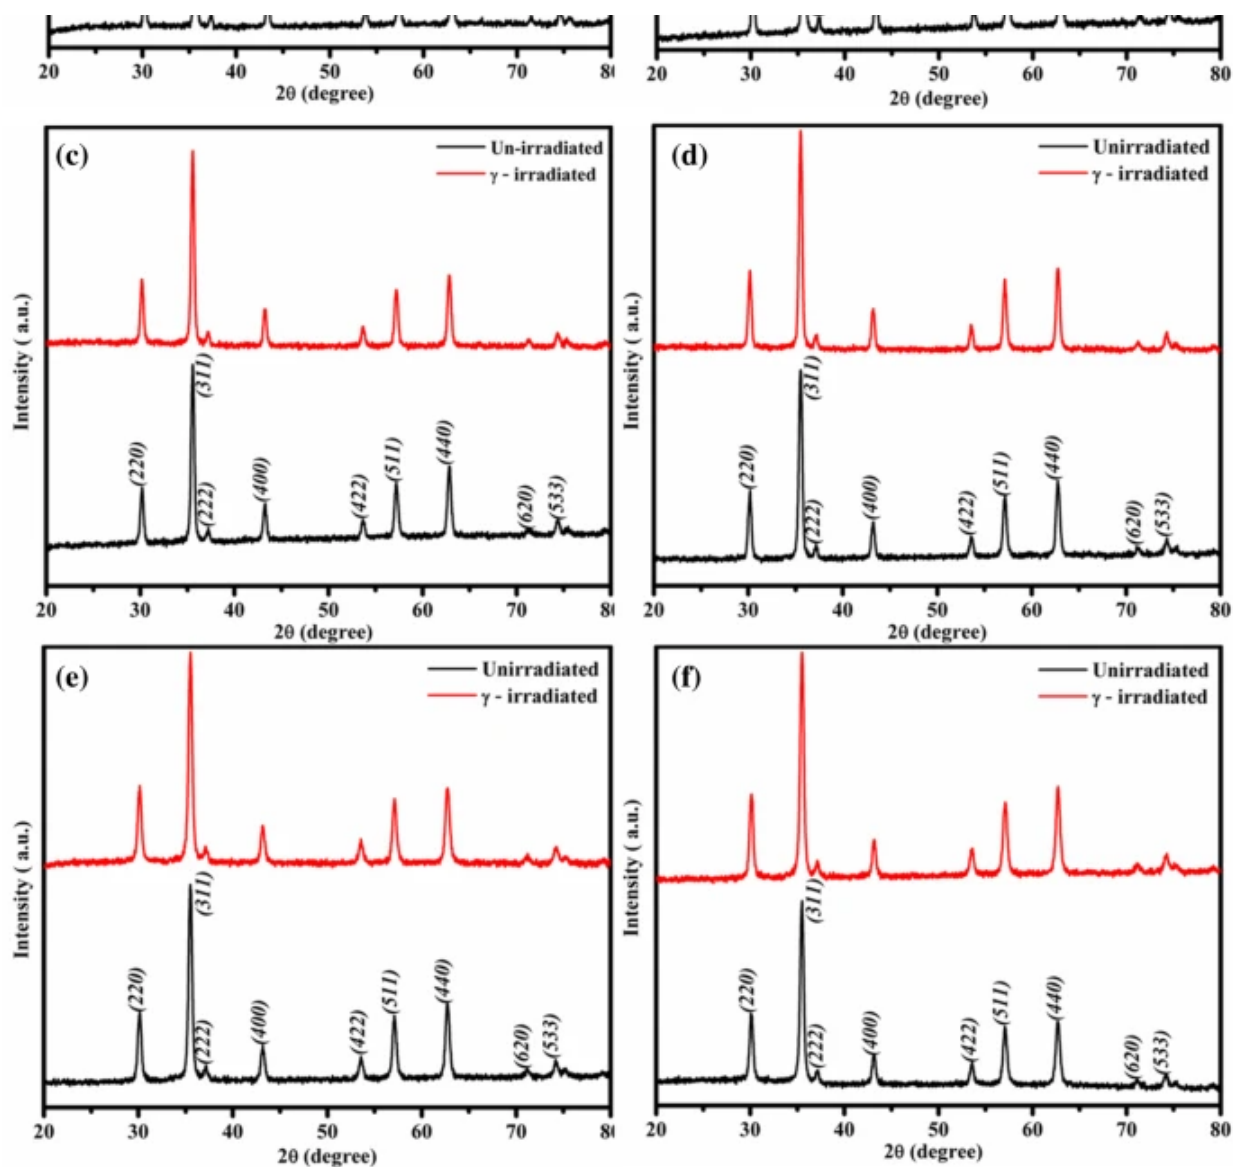 20 30 40 50 60 70 80
2θ (degree)
20 30 40 50 60 70 80
2θ (degree)
(c)
Un-irradiated
γ - irradiated
Intensity ( a.u.)
(220)
(311)
(222)
(400)
(422)
(511)
(440)
(620)
(533)
20 30 40 50 60 70 80
2θ (degree)
(d)
Unirradiated
γ - irradiated
Intensity ( a.u.)
(220)
(311)
(222)
(400)
(422)
(511)
(440)
(620)
(533)
20 30 40 50 60 70 80
2θ (degree)
(e)
Unirradiated
γ - irradiated
Intensity ( a.u.)
(220)
(311)
(222)
(400)
(422)
(511)
(440)
(620)
(533)
20 30 40 50 60 70 80
2θ (degree)
(f)
Unirradiated
γ - irradiated
Intensity ( a.u.)
(220)
(311)
(222)
(400)
(422)
(511)
(440)
(620)
(533)
20 30 40 50 60 70 80
2θ (degree)